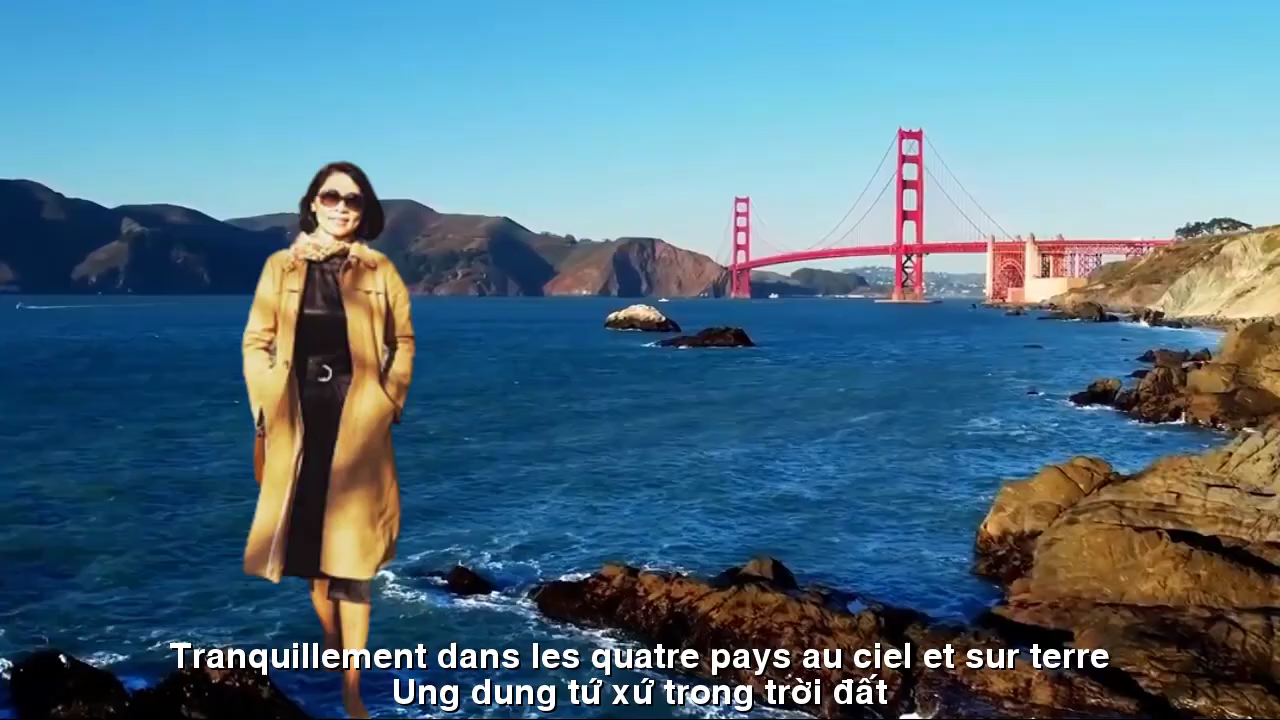 Tranquillement dans les quatre pays au ciel et sur terre
Ung dung tứ xứ trong trời đất